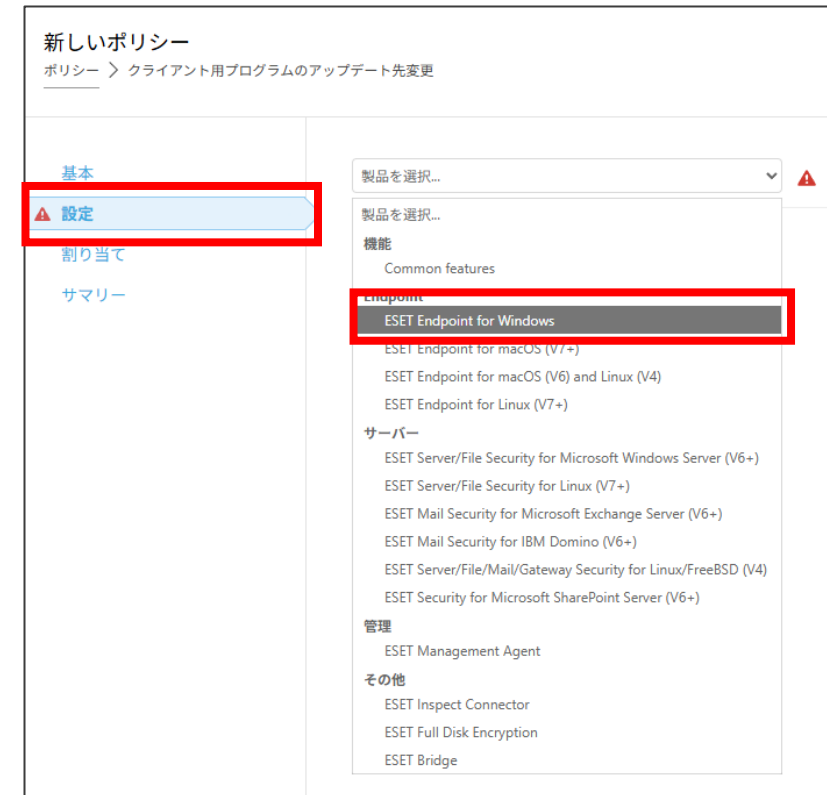 新しいポリシー
ポリシー 〉 クライアント用プログラムのアップデート先変更
基本
設定
割り当て
サマリー
製品を選択...
製品を選択...
機能
Common features
Endpoint
ESET Endpoint for Windows
ESET Endpoint for macOS (V7+)
ESET Endpoint for macOS (V6) and Linux (V4)
ESET Endpoint for Linux (V7+)
サーバー
ESET Server/File Security for Microsoft Windows Server (V6+)
ESET Server/File Security for Linux (V7+)
ESET Mail Security for Microsoft Exchange Server (V6+)
ESET Mail Security for IBM Domino (V6+)
ESET Server/File/Mail/Gateway Security for Linux/FreeBSD (V4)
ESET Security for Microsoft SharePoint Server (V6+)
管理
ESET Management Agent
その他
ESET Inspect Connector
ESET Full Disk Encryption
ESET Bridge